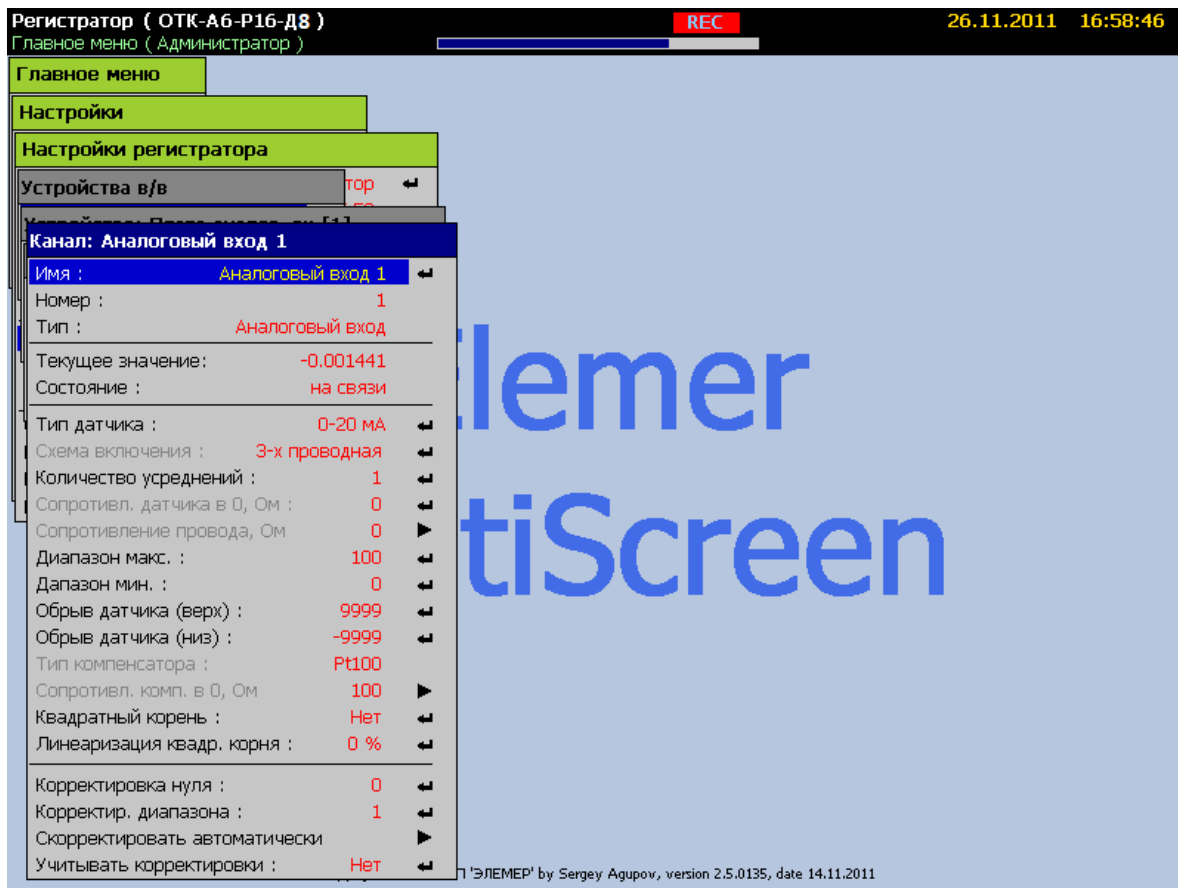 Регистратор ( ОТК-А6-Р16-Д8 )
REC
26.11.2011 16:58:46
Главное меню ( Администратор )
Главное меню
Настройки
Настройки регистратора
Устройства в/в
тор
Канал: Аналоговый вход 1
Имя : Аналоговый вход 1
Номер : 1
Тип : Аналоговый вход
Текущее значение: -0.001441
Состояние : на связи
Тип датчика : 0-20 мА
Схема включения : 3-х проводная
Количество усреднений : 1
Сопротивл. датчика в 0, Ом : 0
Сопротивление провода, Ом 0
Диапазон макс. : 100
Дапазон мин. : 0
Обрыв датчика (верх) : 9999
Обрыв датчика (низ) : -9999
Тип компенсатора : Pt100
Сопротивл. комп. в 0, Ом 100
Квадратный корень : Нет
Линеаризация квадр. корня : 0 %
Корректировка нуля : 0
Корректир. диапазона : 1
Скорректировать автоматически
Учитывать корректировки : Нет
Elemer
tiScreen
П 'ЭЛЕМЕР' by Sergey Agupov, version 2.5.0135, date 14.11.2011